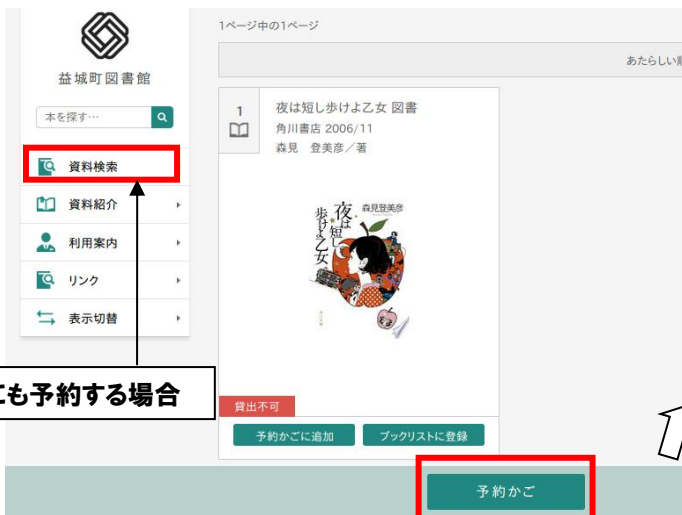 1ページ中の1ページ
益城町図書館
あたらしい順
本を探す…
資料検索
資料紹介
利用案内
リンク
表示切替
1
夜は短し歩けよ乙女 図書
角川書店 2006/11
森見 登美彦／著
森見登美彦
夜は短し
歩けよ乙女
にも予約する場合
貸出不可
予約かごに追加
ブックリストに登録
予約かご